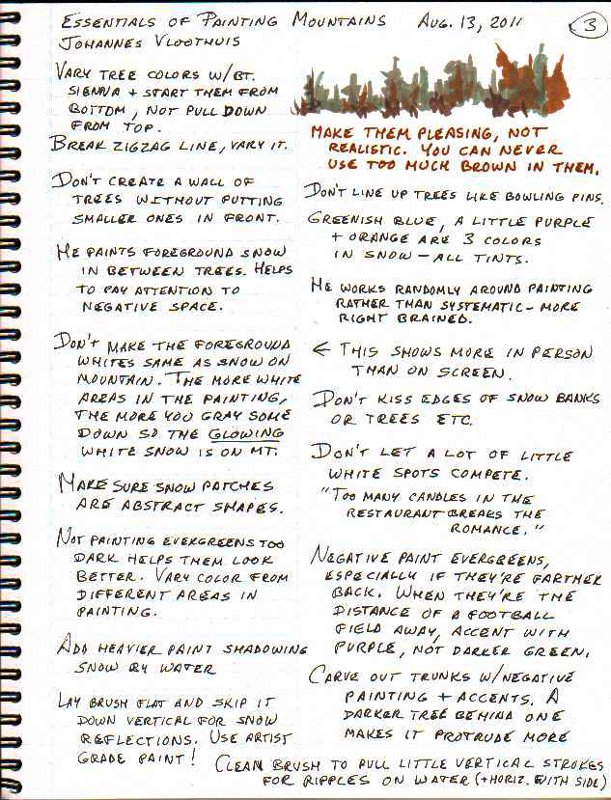 ESSENTIALS OF PAINTING MOUNTAINS AUG. 13, 2011 3
JOHANNES VLOOTHUIS
VARY TREE COLORS W/BT.
SIENNA + START THEM FROM
BOTTOM, NOT PULL DOWN
FROM TOP.
BREAK ZIGZAG LINE, VARY IT.
DON'T CREATE A WALL OF
TREES WITHOUT PUTTING
SMALLER ONES IN FRONT.
HE PAINTS FOREGROUND SNOW
IN BETWEEN TREES. HELPS
TO PAY ATTENTION TO
NEGATIVE SPACE.
DON'T MAKE THE FOREGROUND
WHITES SAME AS SNOW ON
MOUNTAIN. THE MORE WHITE
AREAS IN THE PAINTING,
THE MORE YOU GRAY SOME
DOWN SO THE GLOWING
WHITE SNOW IS ON MT.
MAKE SURE SNOW PATCHES
ARE ABSTRACT SHAPES.
NOT PAINTING EVERGREENS TOO
DARK HELPS THEM LOOK
BETTER. VARY COLOR FROM
DIFFERENT AREAS IN
PAINTING.
ADD HEAVIER PAINT SHADOWING
SNOW BY WATER
LAY BRUSH FLAT AND SKIP IT
DOWN VERTICAL FOR SNOW
REFLECTIONS. USE ARTIST
GRADE PAINT!
MAKE THEM PLEASING, NOT
REALISTIC. YOU CAN NEVER
USE TOO MUCH BROWN IN THEM.
DON'T LINE UP TREES LIKE BOWLING PINS.
GREENISH BLUE, A LITTLE PURPLE
+ ORANGE ARE 3 COLORS
IN SNOW – ALL TINTS.
HE WORKS RANDOMLY AROUND PAINTING
RATHER THAN SYSTEMATIC – MORE
RIGHT BRAINED.
← THIS SHOWS MORE IN PERSON
THAN ON SCREEN.
DON'T KISS EDGES OF SNOW BANKS
OR TREES ETC.
DON'T LET A LOT OF LITTLE
WHITE SPOTS COMPETE.
"TOO MANY CANDLES IN THE
RESTAURANT BREAKS THE
ROMANCE."
NEGATIVE PAINT EVERGREENS,
ESPECIALLY IF THEY'RE FARTHER
BACK. WHEN THEY'RE THE
DISTANCE OF A FOOTBALL
FIELD AWAY, ACCENT WITH
PURPLE, NOT DARKER GREEN.
CARVE OUT TRUNKS W/NEGATIVE
PAINTING + ACCENTS. A
DARKER TREE BEHIND ONE
MAKES IT PROTRUDE MORE
CLEAN BRUSH TO PULL LITTLE VERTICAL STROKES
FOR RIPPLES ON WATER (+HORIZ. WITH SIDE)